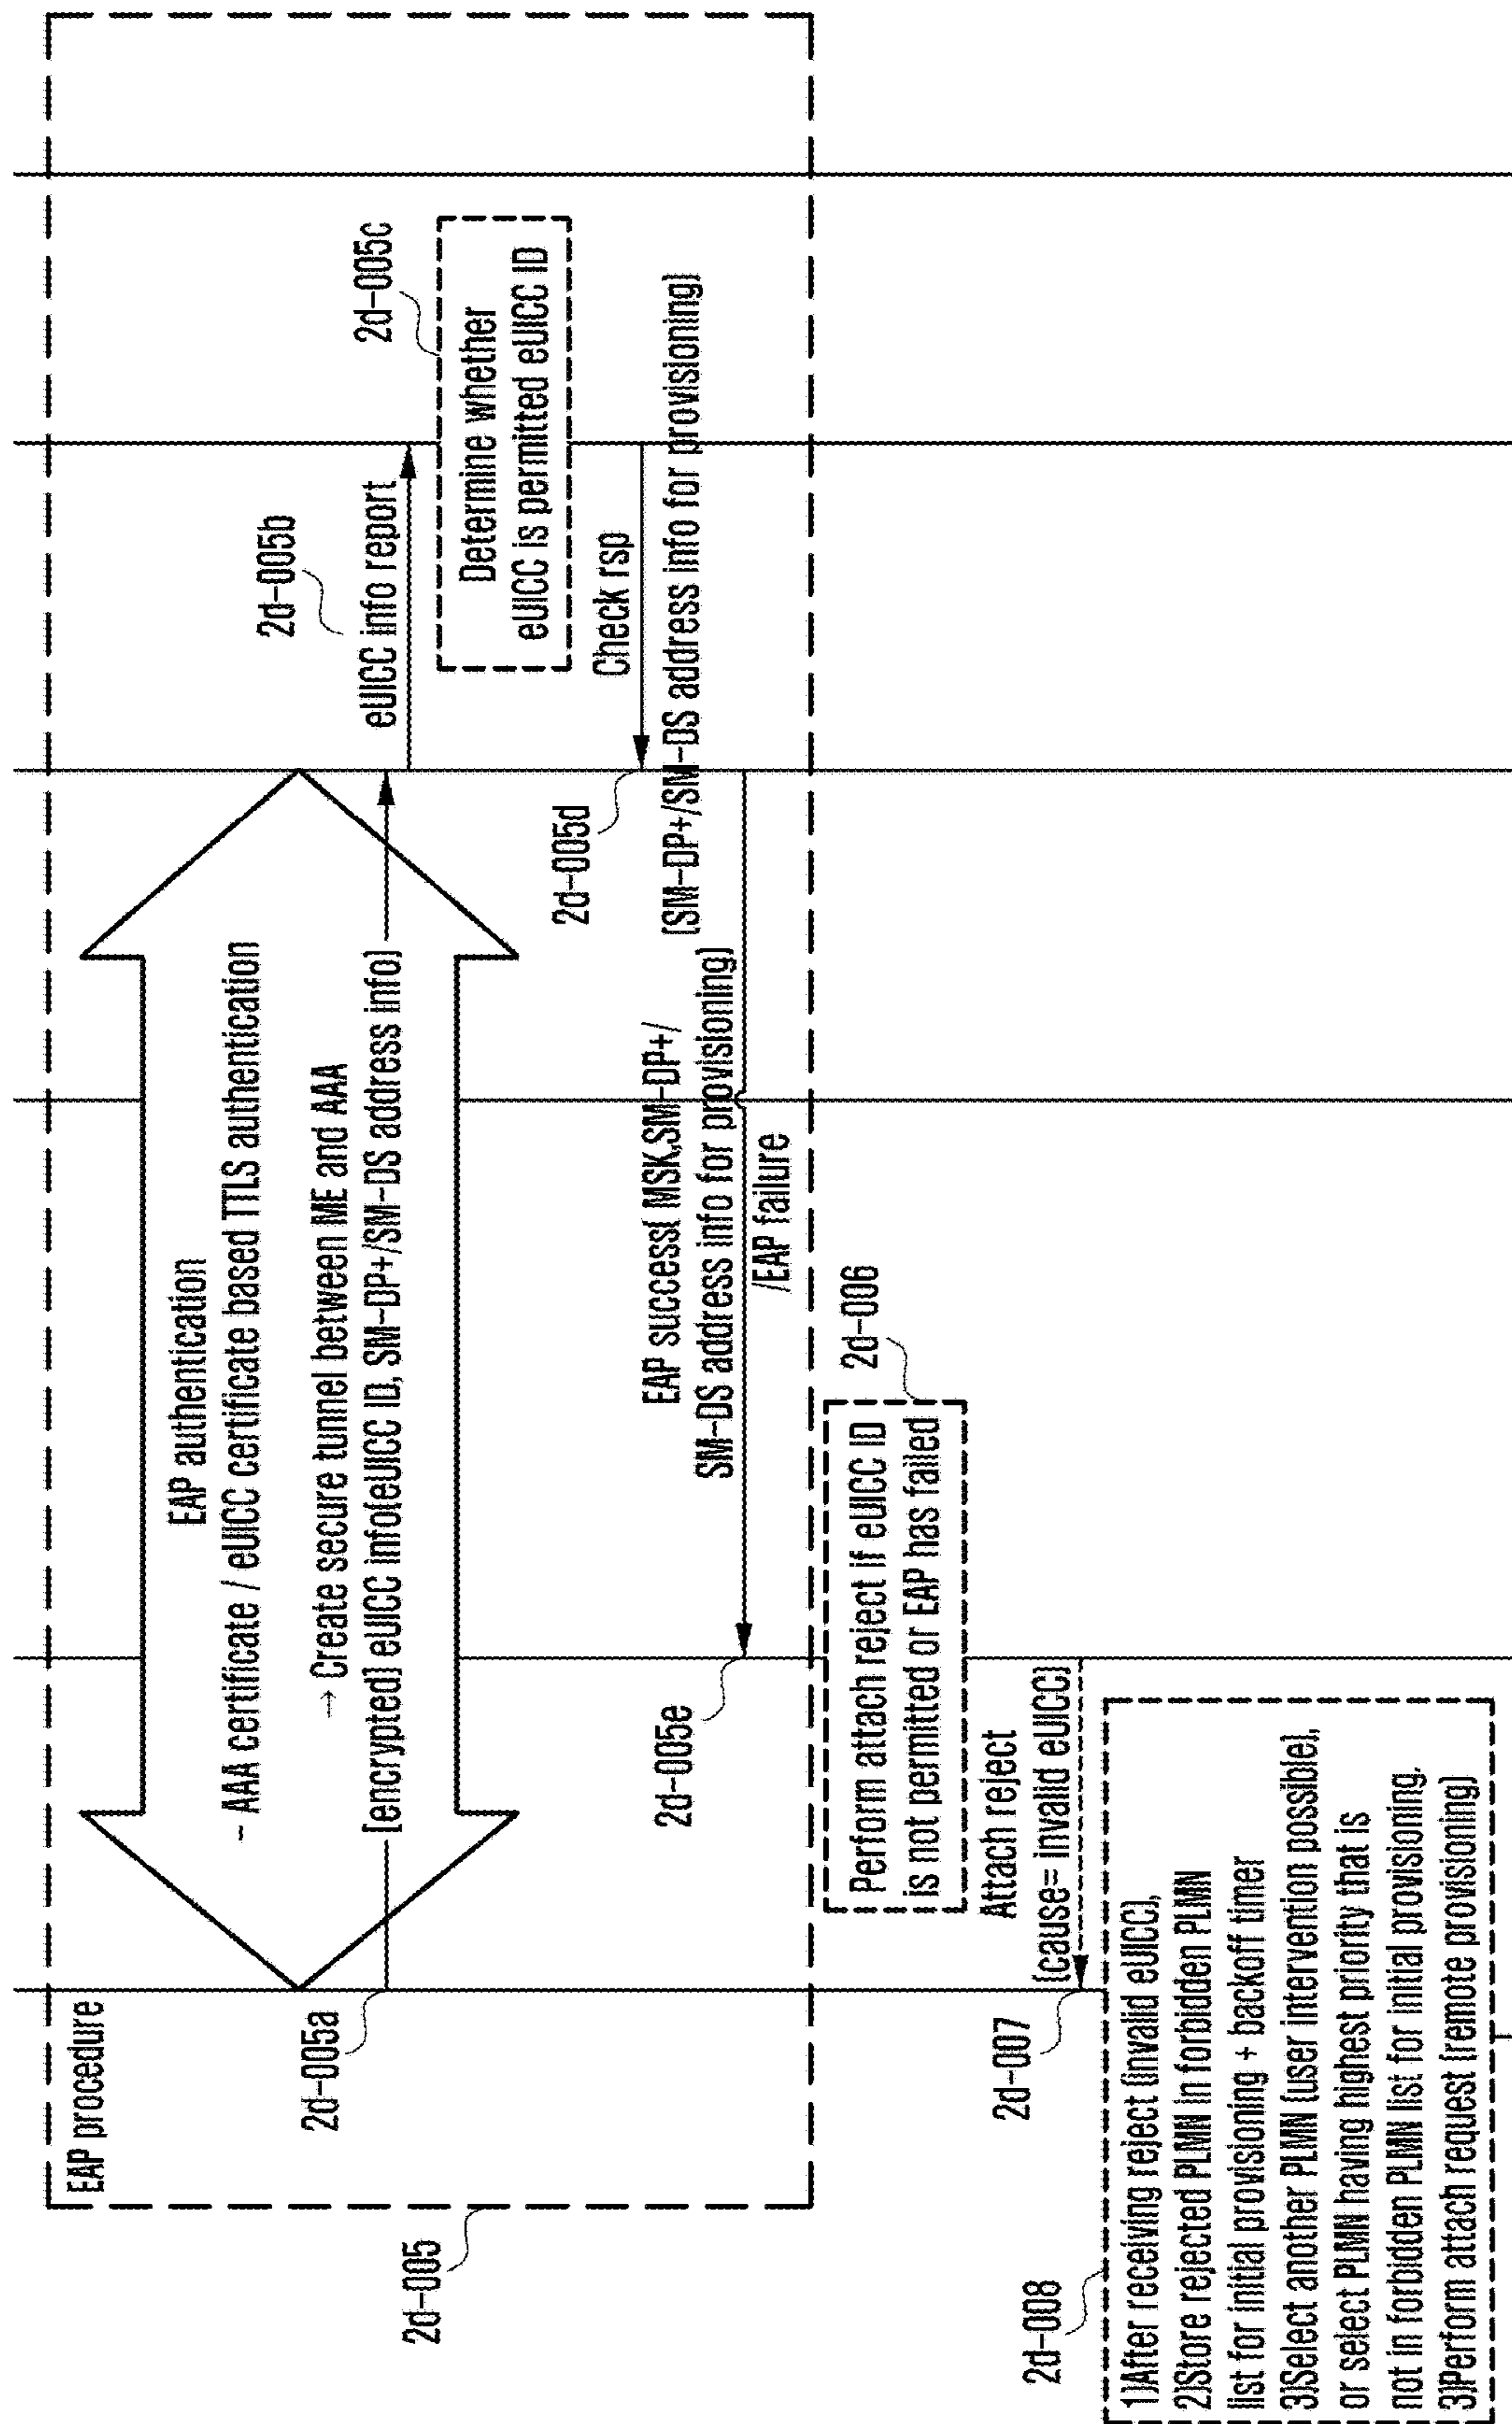 EAP procedure
2d-005
EAP authentication
- AAA certificate / eUICC certificate based TTLS authentication
→ Create secure tunnel between ME and AAA
2d-005a
[encrypted] eUICC info(eUICC ID, SM-DP+/SM-DS address info)
2d-005b
eUICC info report
2d-005c
Determine whether
eUICC is permitted eUICC ID
Check rsp
2d-005d
(SM-DP+/SM-DS address info for provisioning)
EAP success( MSK,SM-DP+/
SM-DS address info for provisioning)
/EAP failure
2d-005e
2d-006
Perform attach reject if eUICC ID
is not permitted or EAP has failed
Attach reject
(cause= invalid eUICC)
2d-007
2d-008
1)After receiving reject (invalid eUICC),
2)Store rejected PLMN in forbidden PLMN
list for initial provisioning + backoff timer
3)Select another PLMN (user intervention possible),
or select PLMN having highest priority that is
not in forbidden PLMN list for initial provisioning.
3)Perform attach request (remote provisioning)